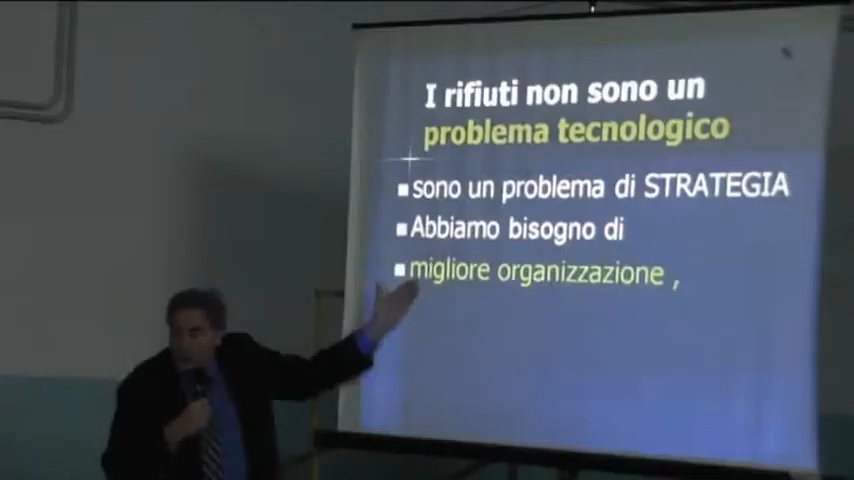 I rifiuti non sono un
problema tecnologico
sono un problema di STRATEGIA
Abbiamo bisogno di
migliore organizzazione ,